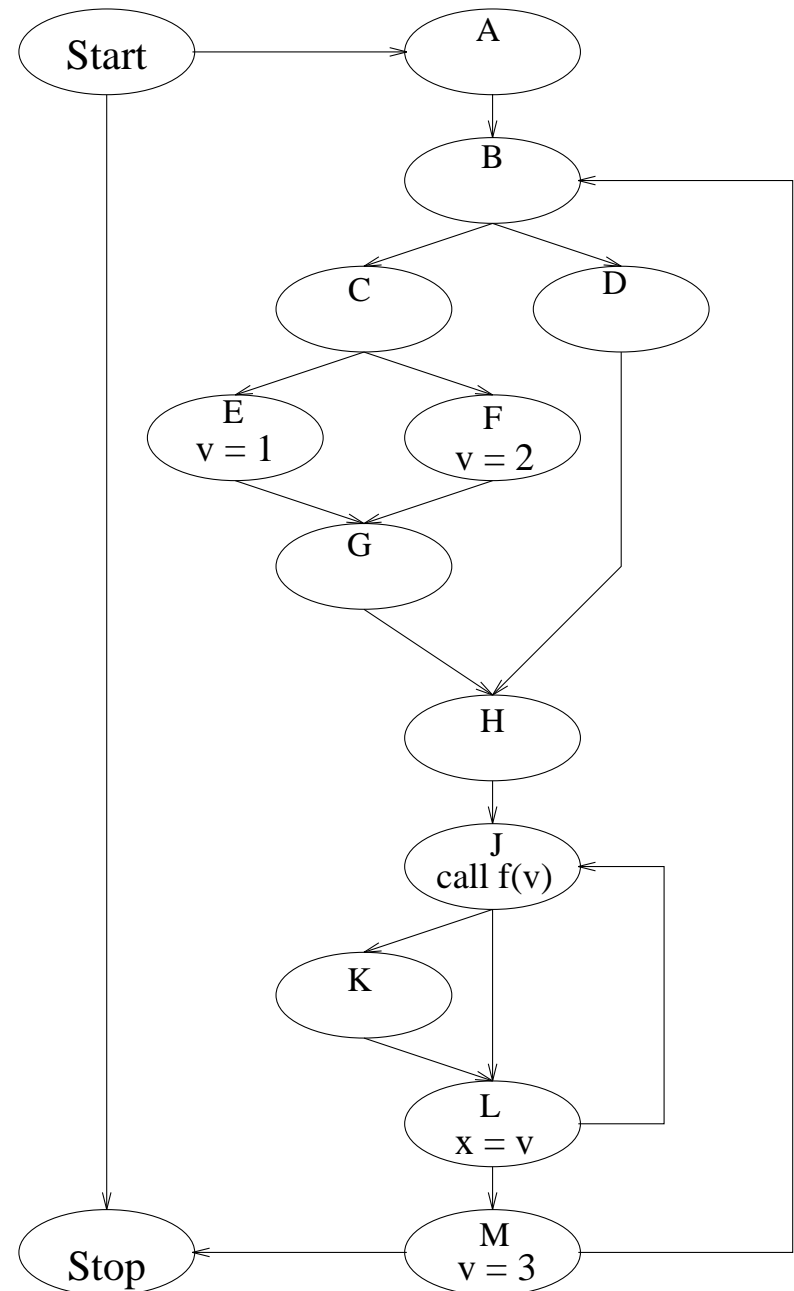 Start
A
B
C
D
E
v = 1
F
v = 2
G
H
J
call f(v)
K
L
x = v
M
v = 3
Stop